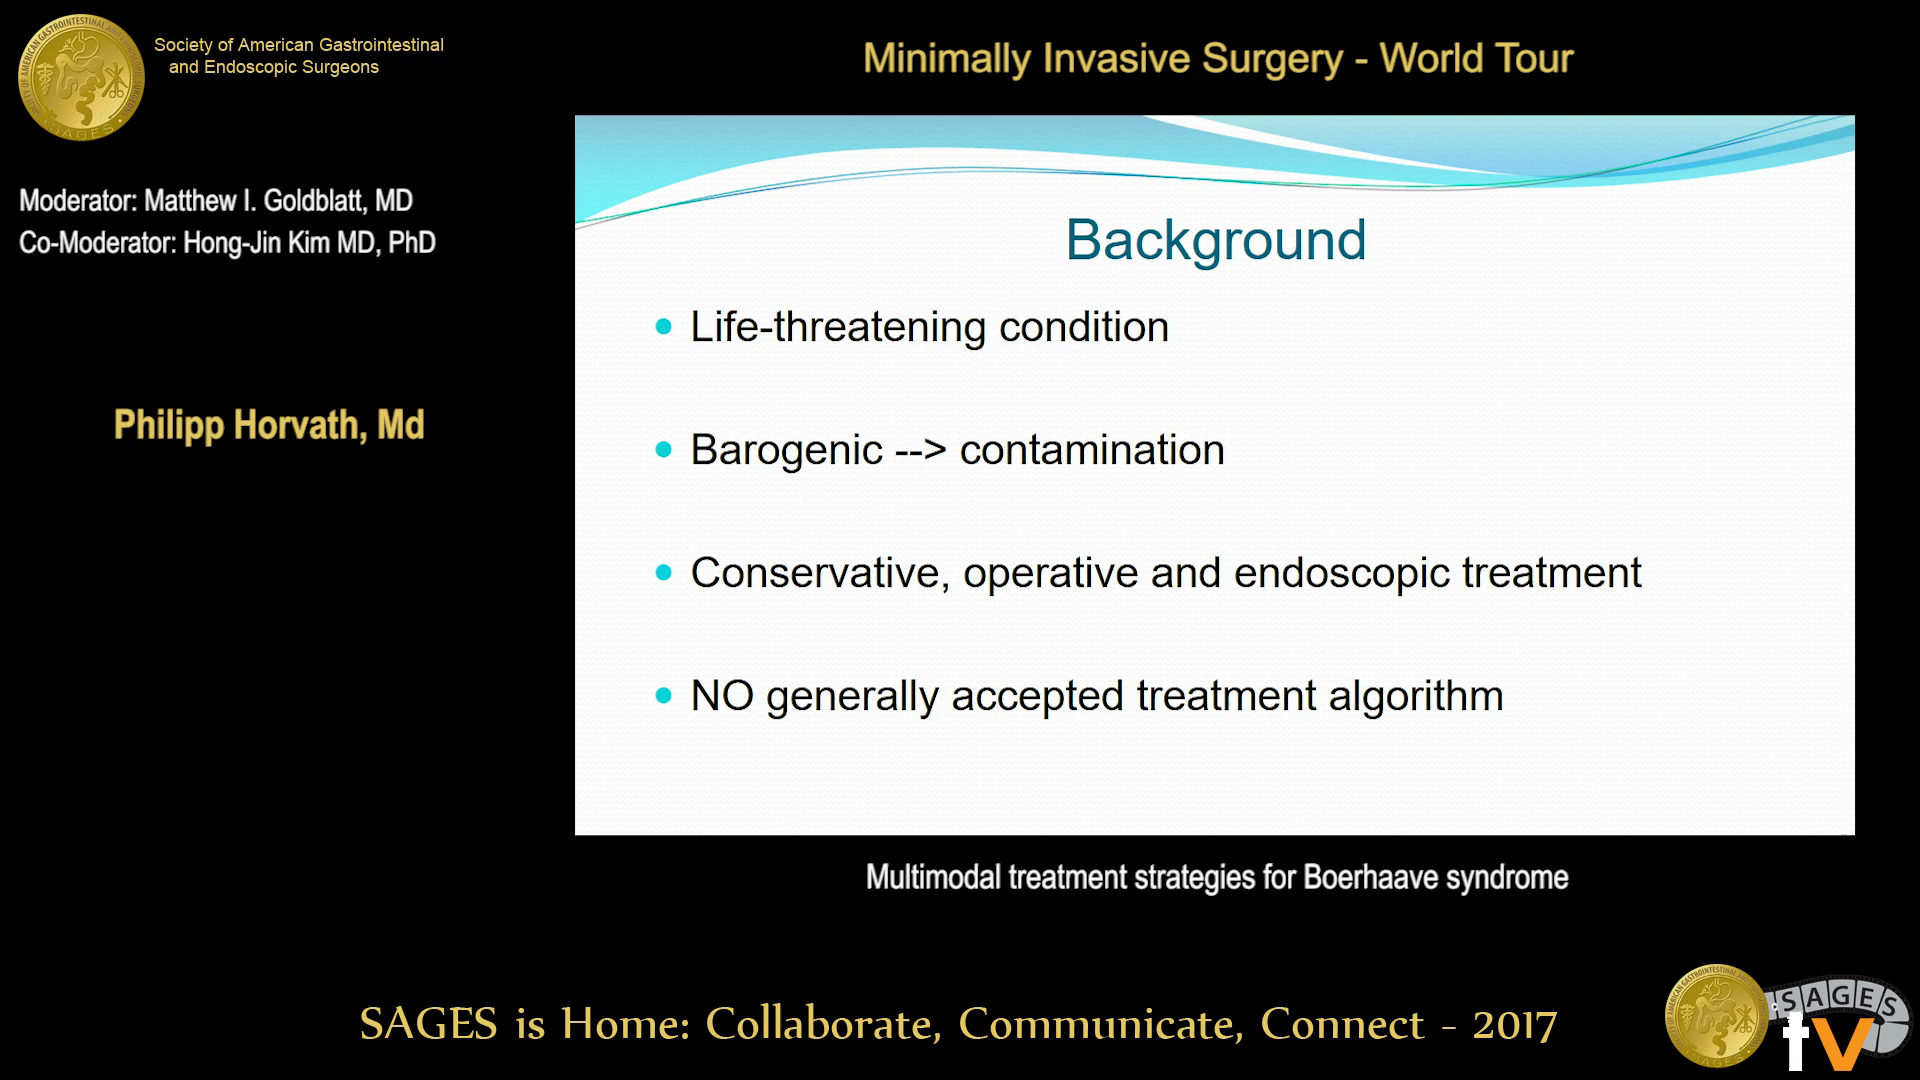 Society of American Gastrointestinal
and Endoscopic Surgeons
Minimally Invasive Surgery - World Tour
Moderator: Matthew I. Goldblatt, MD
Co-Moderator: Hong-Jin Kim MD, PhD
Philipp Horvath, Md
Background
Life-threatening condition
Barogenic --> contamination
Conservative, operative and endoscopic treatment
NO generally accepted treatment algorithm
Multimodal treatment strategies for Boerhaave syndrome
SAGES is Home: Collaborate, Communicate, Connect - 2017
SAGES
tv